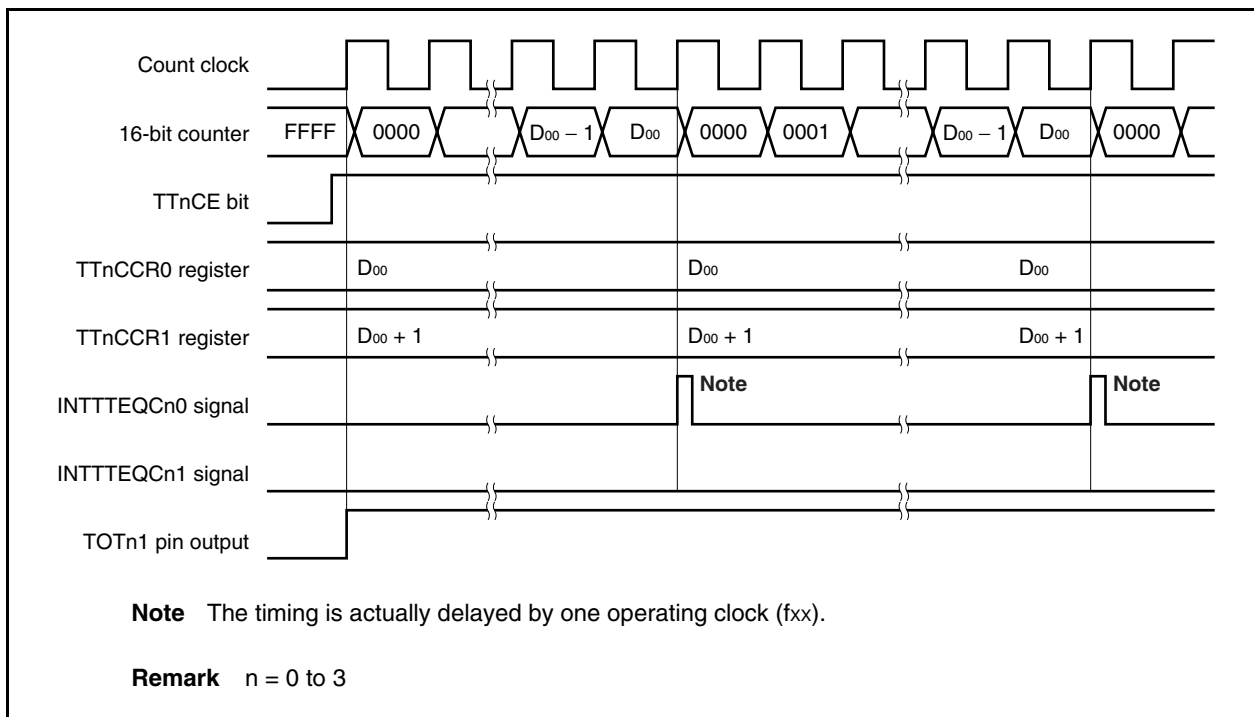 Count clock
16-bit counter FFFF 0000 D00 − 1 D00 0000 0001 D00 − 1 D00 0000
TTnCE bit
TTnCCR0 register D00 D00 D00
TTnCCR1 register D00 + 1 D00 + 1 D00 + 1
INTTTEQCn0 signal Note Note
INTTTEQCn1 signal
TOTn1 pin output
Note The timing is actually delayed by one operating clock (fxx).
Remark n = 0 to 3